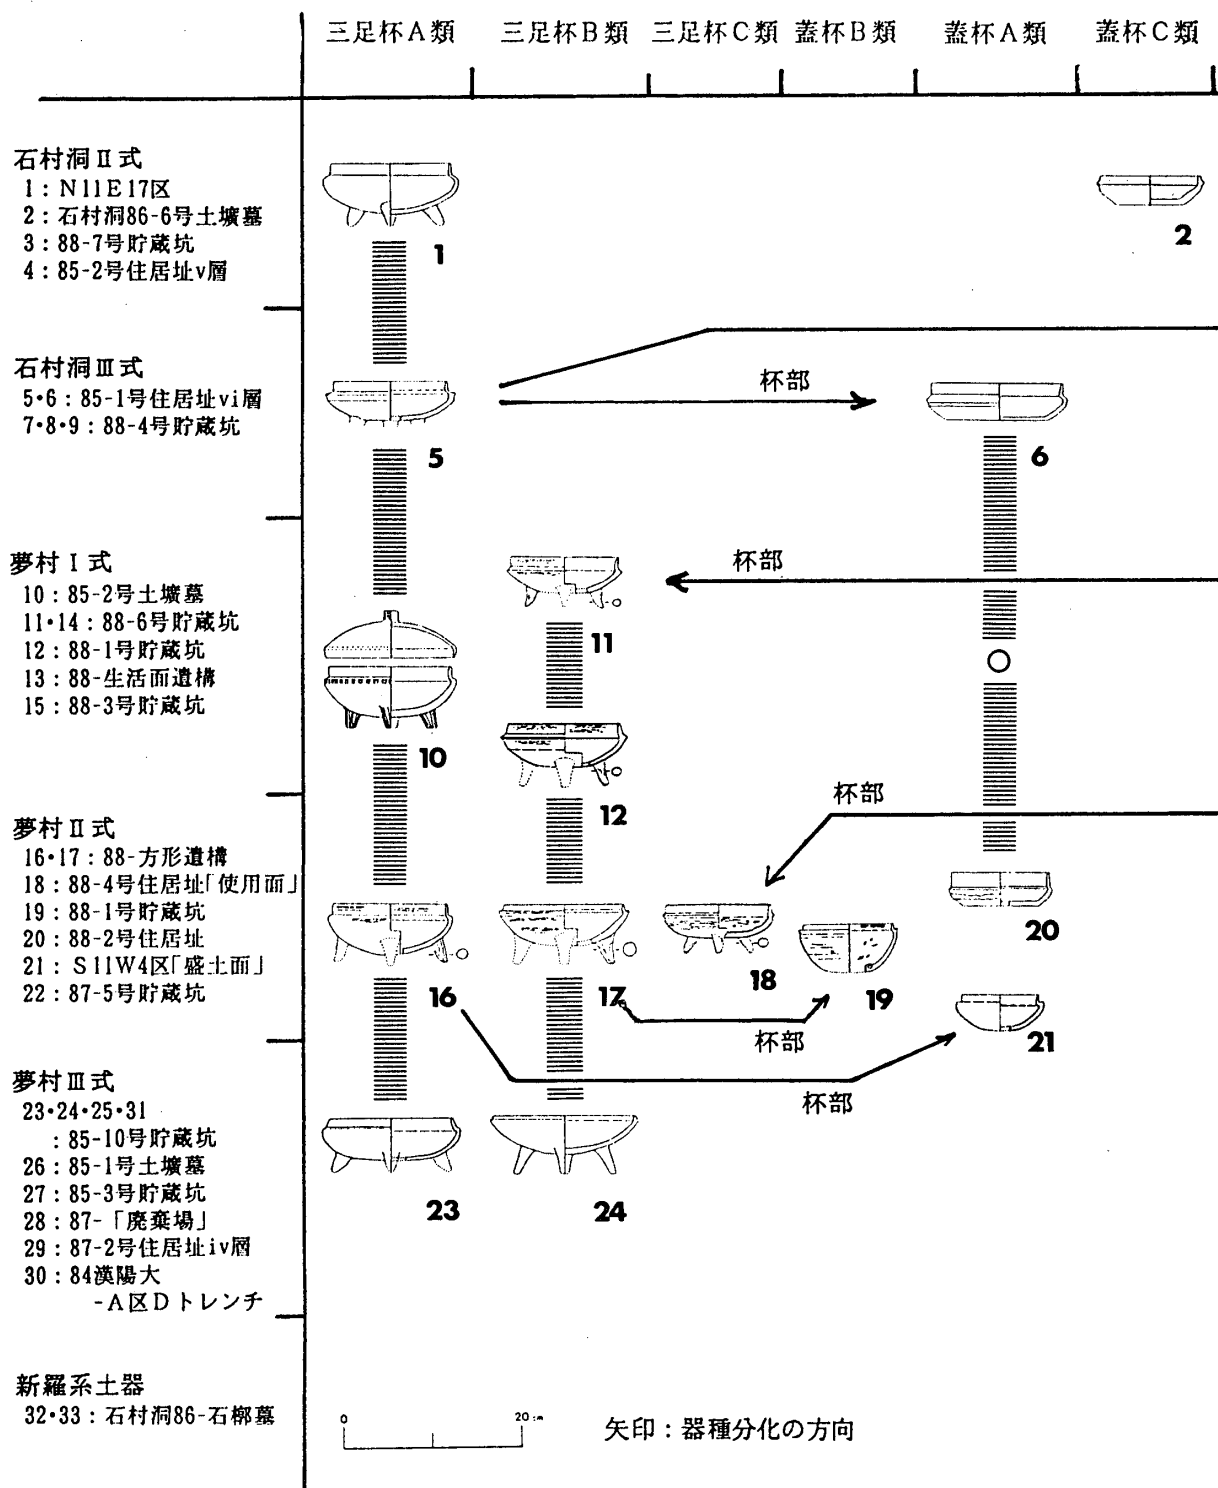 三足杯A類 三足杯B類 三足杯C類 蓋杯B類 蓋杯A類 蓋杯C類
石村洞Ⅱ式
1：N11E17区
2：石村洞86-6号土壙墓
3：88-7号貯蔵坑
4：85-2号住居址v層
1
2
石村洞Ⅲ式
5・6：85-1号住居址vi層
7・8・9：88-4号貯蔵坑
杯部
5
6
夢村Ⅰ式
10：85-2号土壙墓
11・14：88-6号貯蔵坑
12：88-1号貯蔵坑
13：88-生活面遺構
15：88-3号貯蔵坑
杯部
11
10
12
杯部
夢村Ⅱ式
16・17：88-方形遺構
18：88-4号住居址「使用面」
19：88-1号貯蔵坑
20：88-2号住居址
21：S11W4区「盛土面」
22：87-5号貯蔵坑
16
17
18
19
20
21
杯部
杯部
夢村Ⅲ式
23・24・25・31
：85-10号貯蔵坑
26：85-1号土壙墓
27：85-3号貯蔵坑
28：87-「廃棄場」
29：87-2号住居址iv層
30：84漢陽大
-A区Dトレンチ
23
24
新羅系土器
32・33：石村洞86-石槨墓
0 20
矢印：器種分化の方向